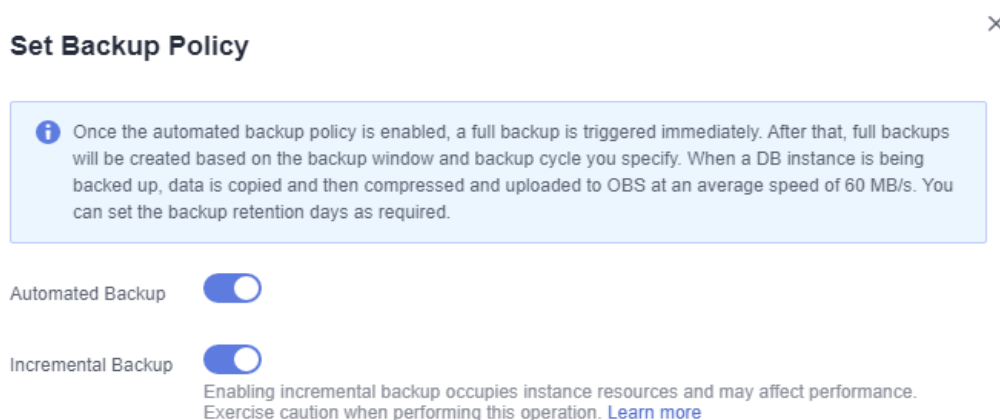 Set Backup Policy
Once the automated backup policy is enabled, a full backup is triggered immediately. After that, full backups
will be created based on the backup window and backup cycle you specify. When a DB instance is being
backed up, data is copied and then compressed and uploaded to OBS at an average speed of 60 MB/s. You
can set the backup retention days as required.
Automated Backup
Incremental Backup
Enabling incremental backup occupies instance resources and may affect performance.
Exercise caution when performing this operation. Learn more